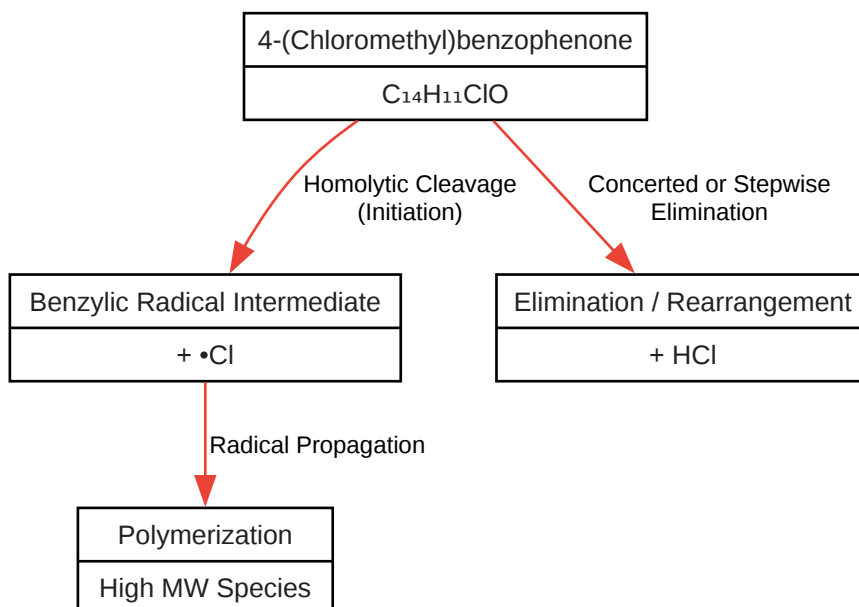 4-(Chloromethyl)benzophenone
C₁₄H₁₁ClO
Homolytic Cleavage
(Initiation)
Concerted or Stepwise
Elimination
Benzylic Radical Intermediate
+ •Cl
Elimination / Rearrangement
+ HCl
Radical Propagation
Polymerization
High MW Species